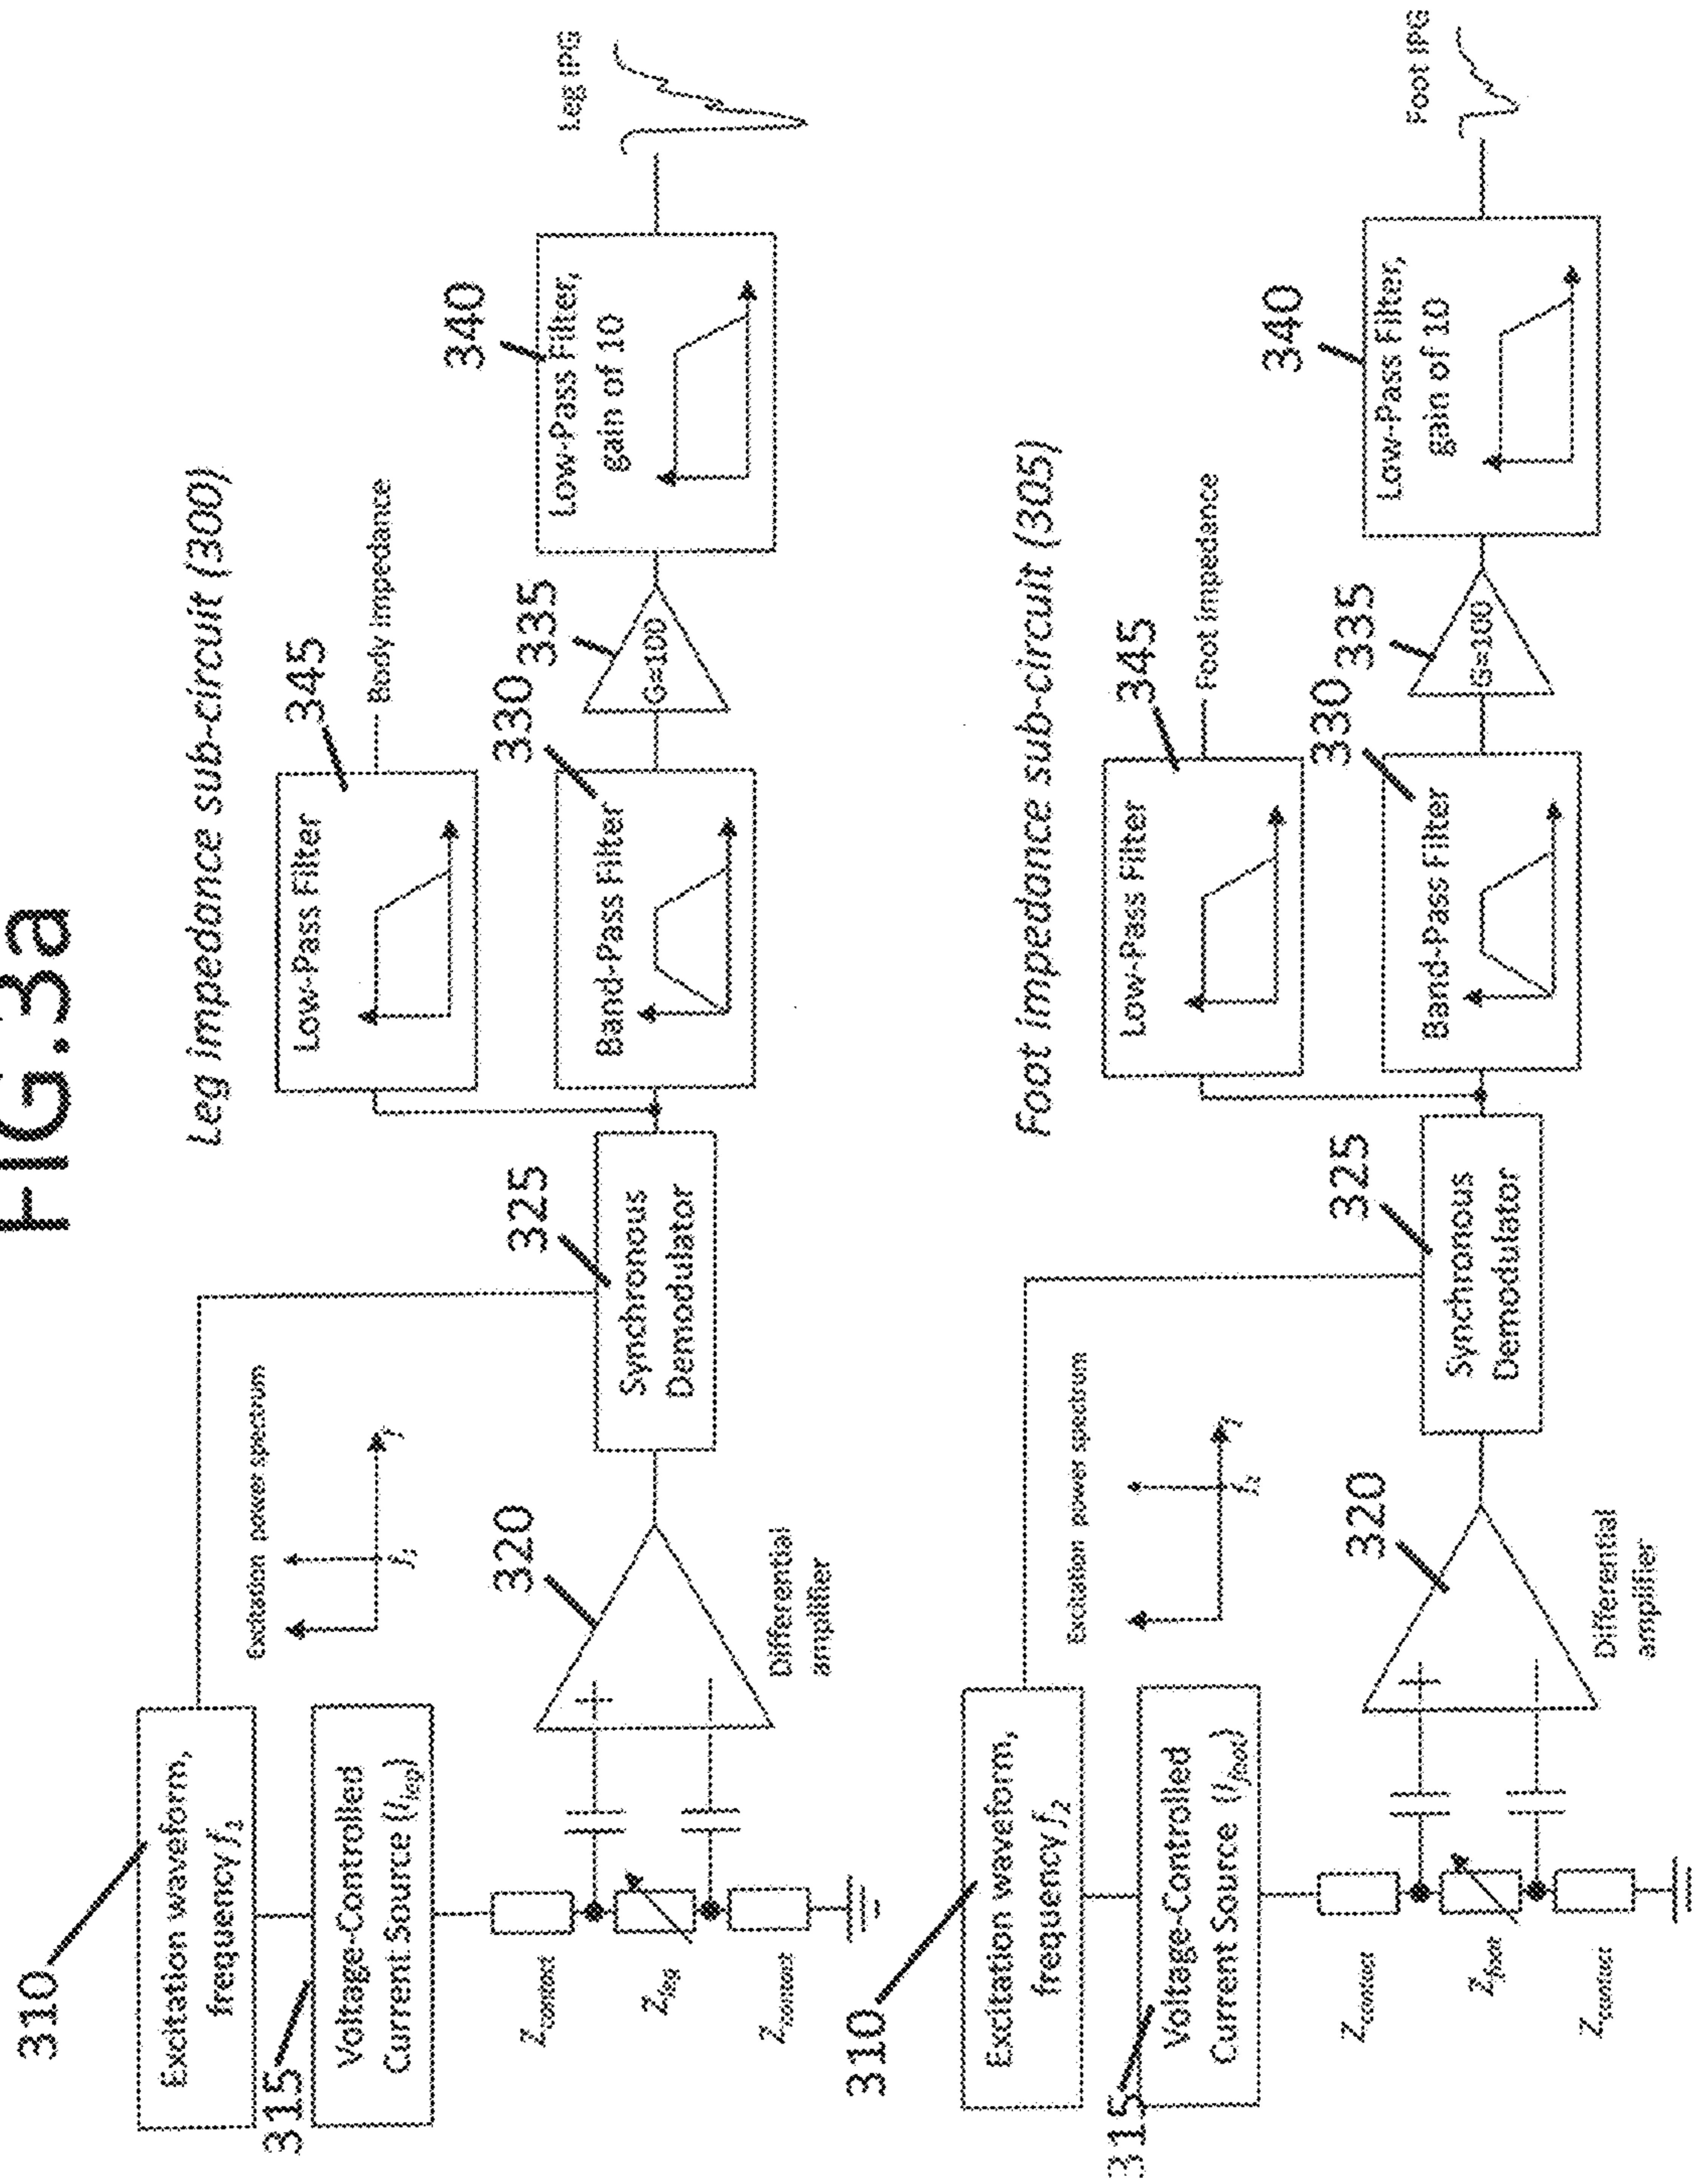 FIG.3a
Leg impedance sub-circuit (300)
310
Excitation waveform,
frequency f1
315
Voltage-Controlled
Current Source (Ileg)
Excitation power spectrum
f1
f
Zcontact
Zleg
Zcontact
320
+
Differential
amplifier
325
Synchronous
Demodulator
345
Low-Pass Filter
Body impedance
330
Band-Pass Filter
335
G=100
340
Low-Pass Filter,
gain of 10
Leg IPG
Foot impedance sub-circuit (305)
310
Excitation waveform,
frequency f2
315
Voltage-Controlled
Current Source (Ifoot)
Excitation power spectrum
f2
f
Zcontact
Zfoot
Zcontact
320
+
Differential
amplifier
325
Synchronous
Demodulator
345
Low-Pass Filter
Foot impedance
330
Band-Pass Filter
335
G=100
340
Low-Pass Filter,
gain of 10
Foot IPG